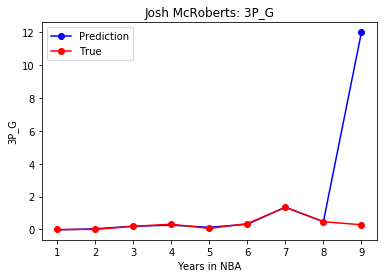 Josh McRoberts: 3P_G
Prediction
True
12
10
8
6
4
2
0
3P_G
1 2 3 4 5 6 7 8 9
Years in NBA